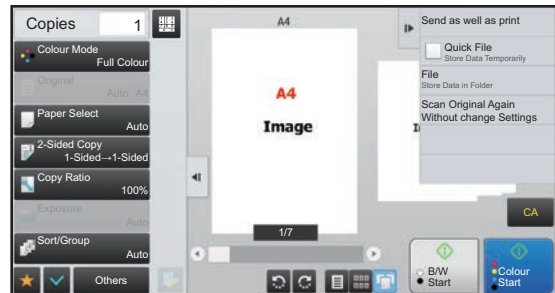 Copies 1
Colour Mode
Full Colour
Original
Auto A4
Paper Select
Auto
2-Sided Copy
1-Sided→1-Sided
Copy Ratio
100%
Exposure
Auto
Sort/Group
Auto
Others
A4
A4
Image
1/7
Send as well as print
Quick File
Store Data Temporarily
File
Store Data in Folder
Scan Original Again
Without change Settings
CA
B/W
Start
Colour
Start